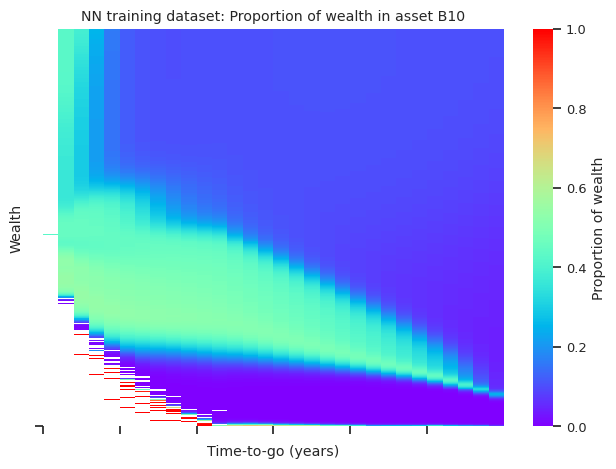 NN training dataset: Proportion of wealth in asset B10
Wealth
Time-to-go (years)
1.0
0.8
0.6
0.4
0.2
0.0
Proportion of wealth